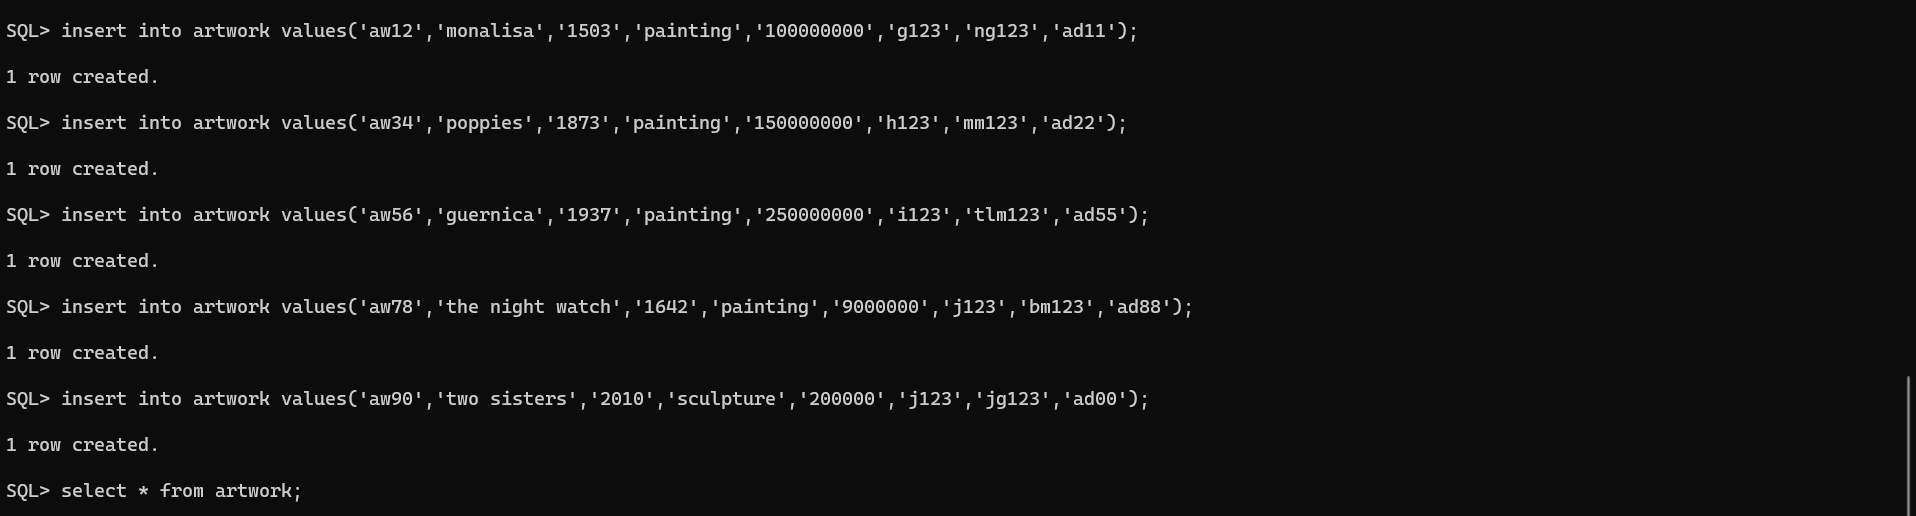 SQL> insert into artwork values('aw12','monalisa','1503','painting','100000000','g123','ng123','ad11');
1 row created.
SQL> insert into artwork values('aw34','poppies','1873','painting','150000000','h123','mm123','ad22');
1 row created.
SQL> insert into artwork values('aw56','guernica','1937','painting','250000000','i123','tlm123','ad55');
1 row created.
SQL> insert into artwork values('aw78','the night watch','1642','painting','9000000','j123','bm123','ad88');
1 row created.
SQL> insert into artwork values('aw90','two sisters','2010','sculpture','200000','j123','jg123','ad00');
1 row created.
SQL> select * from artwork;